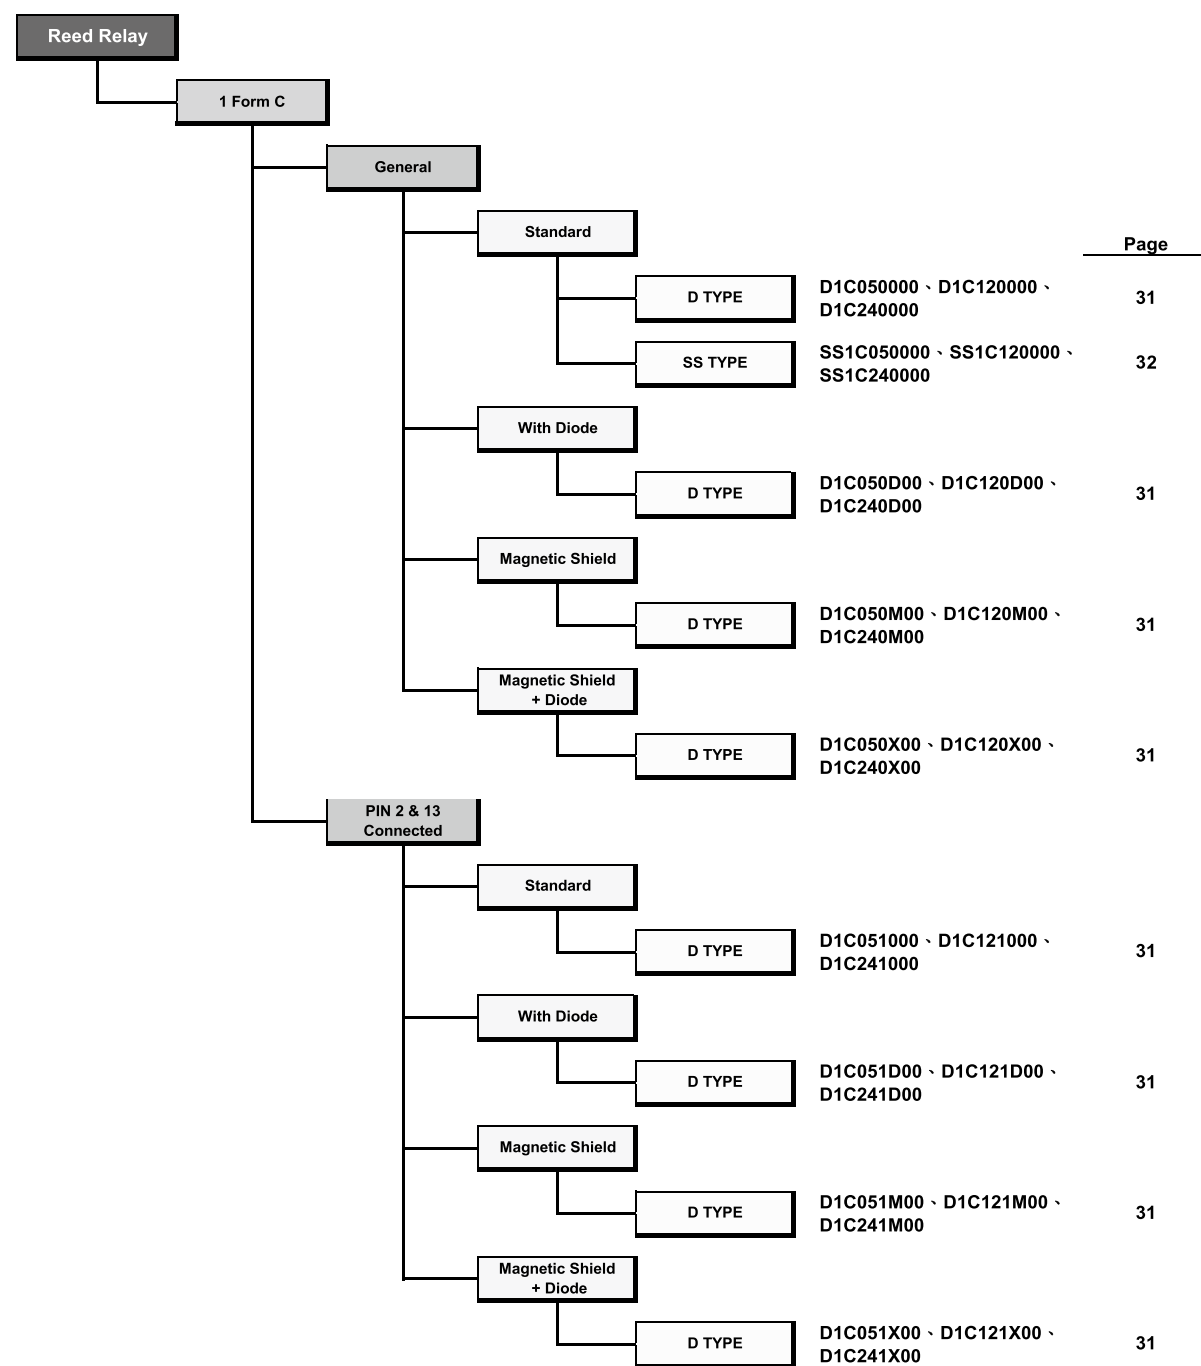 Reed Relay
1 Form C
General
Standard
Page
D TYPE
D1C050000、D1C120000、
D1C240000
31
SS TYPE
SS1C050000、SS1C120000、
SS1C240000
32
With Diode
D TYPE
D1C050D00、D1C120D00、
D1C240D00
31
Magnetic Shield
D TYPE
D1C050M00、D1C120M00、
D1C240M00
31
Magnetic Shield
+ Diode
D TYPE
D1C050X00、D1C120X00、
D1C240X00
31
PIN 2 & 13
Connected
Standard
D TYPE
D1C051000、D1C121000、
D1C241000
31
With Diode
D TYPE
D1C051D00、D1C121D00、
D1C241D00
31
Magnetic Shield
D TYPE
D1C051M00、D1C121M00、
D1C241M00
31
Magnetic Shield
+ Diode
D TYPE
D1C051X00、D1C121X00、
D1C241X00
31